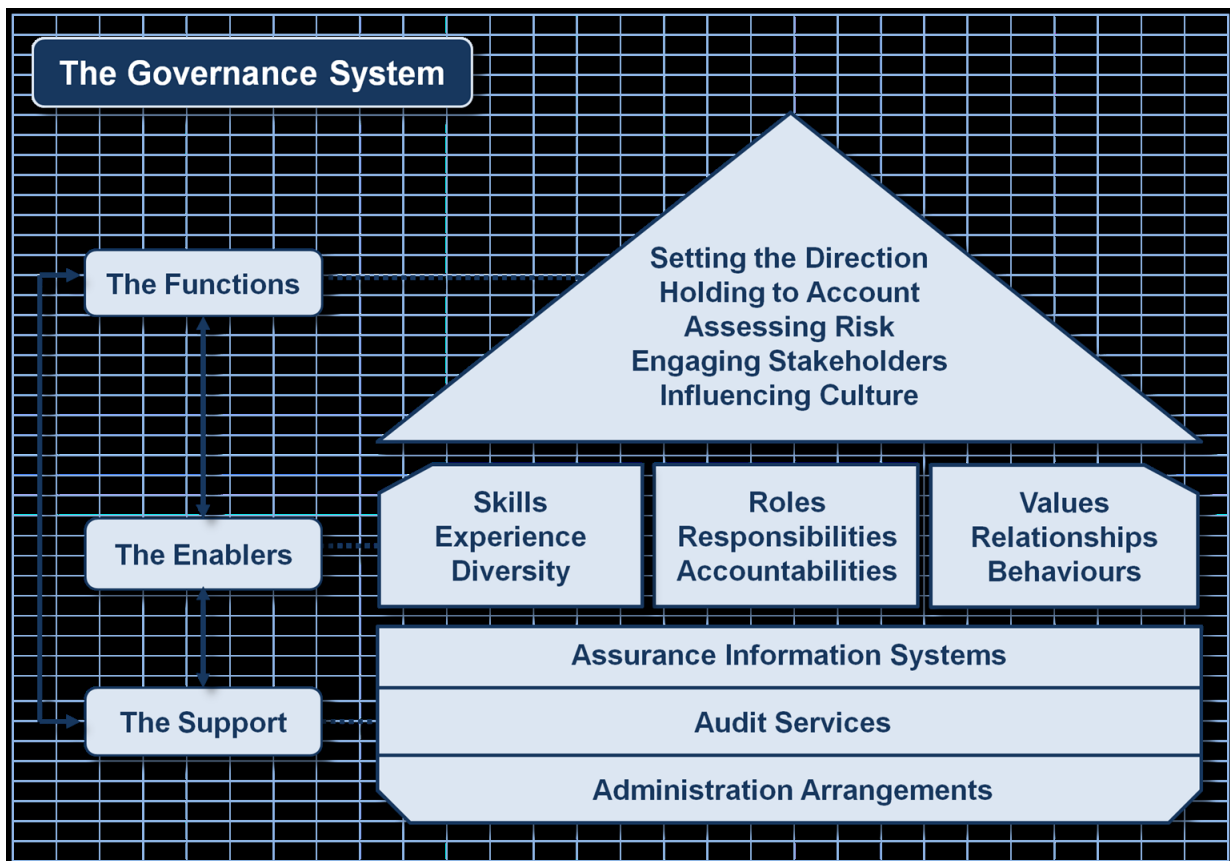 The Governance System
The Functions
Setting the Direction
Holding to Account
Assessing Risk
Engaging Stakeholders
Influencing Culture
The Enablers
Skills
Experience
Diversity
Roles
Responsibilities
Accountabilities
Values
Relationships
Behaviours
The Support
Assurance Information Systems
Audit Services
Administration Arrangements